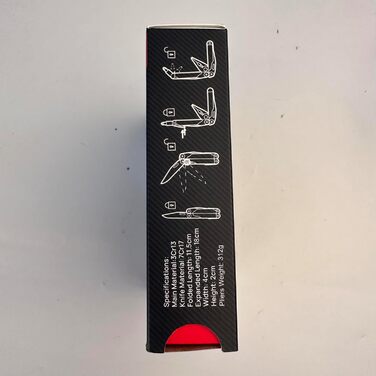 Specifications:
Main Material:3Cr13
Knife Material:7Cr17
Folded Length:11.5cm
Expanded Length: 18cm
Width: 4cm
Height: 2cm
Pliers Weight: 312g